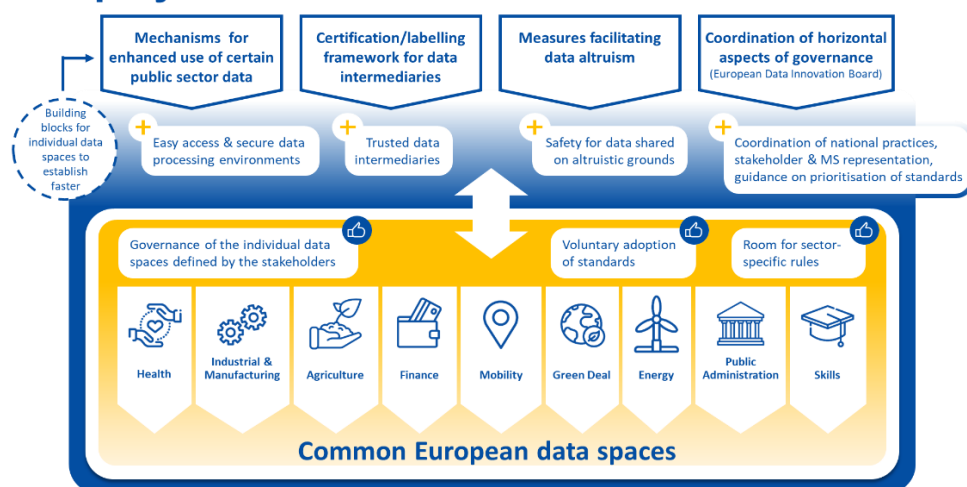 Mechanisms for
enhanced use of certain
public sector data
Certification/labelling
framework for data
intermediaries
Measures facilitating
data altruism
Coordination of horizontal
aspects of governance
(European Data Innovation Board)
Building
blocks for
individual data
spaces to
establish
faster
Easy access & secure data
processing environments
Trusted data
intermediaries
Safety for data shared
on altruistic grounds
Coordination of national practices,
stakeholder & MS representation,
guidance on prioritisation of standards
Governance of the individual data
spaces defined by the stakeholders
Voluntary adoption
of standards
Room for sector-
specific rules
Health
Industrial &
Manufacturing
Agriculture
Finance
Mobility
Green Deal
Energy
Public
Administration
Skills
Common European data spaces